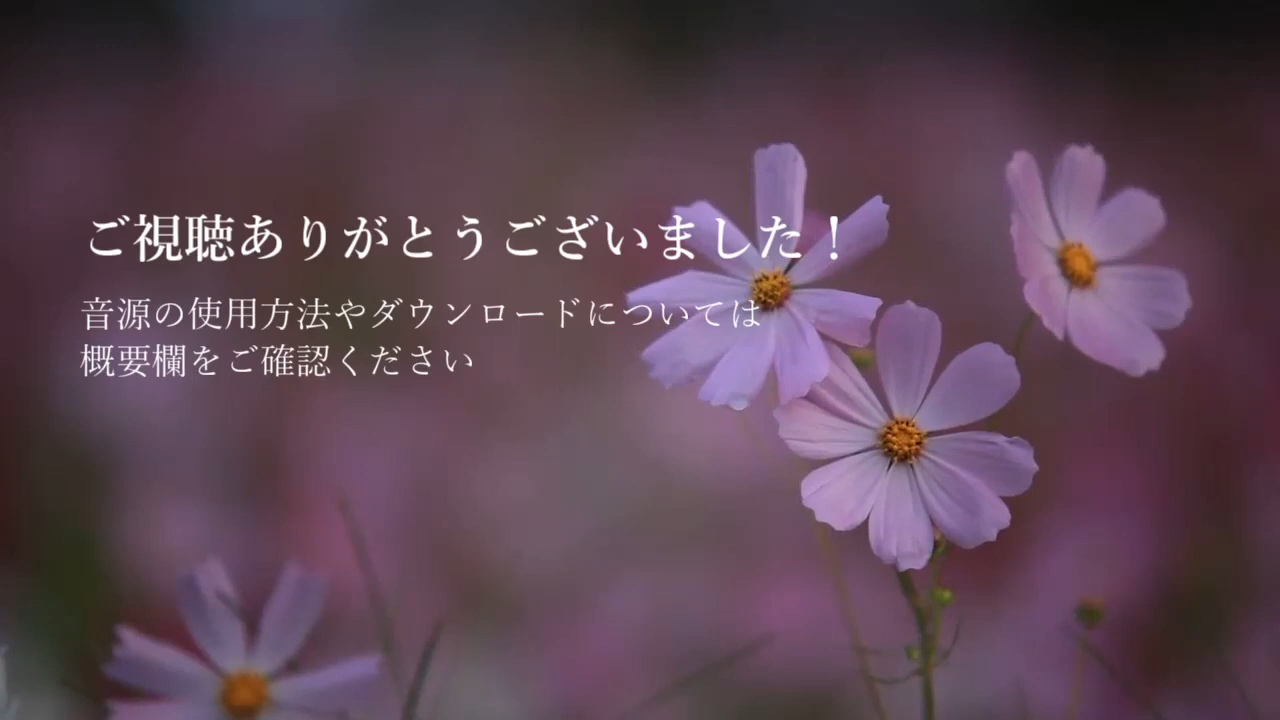 ご視聴ありがとうございました！
音源の使用方法やダウンロードについては
概要欄をご確認ください